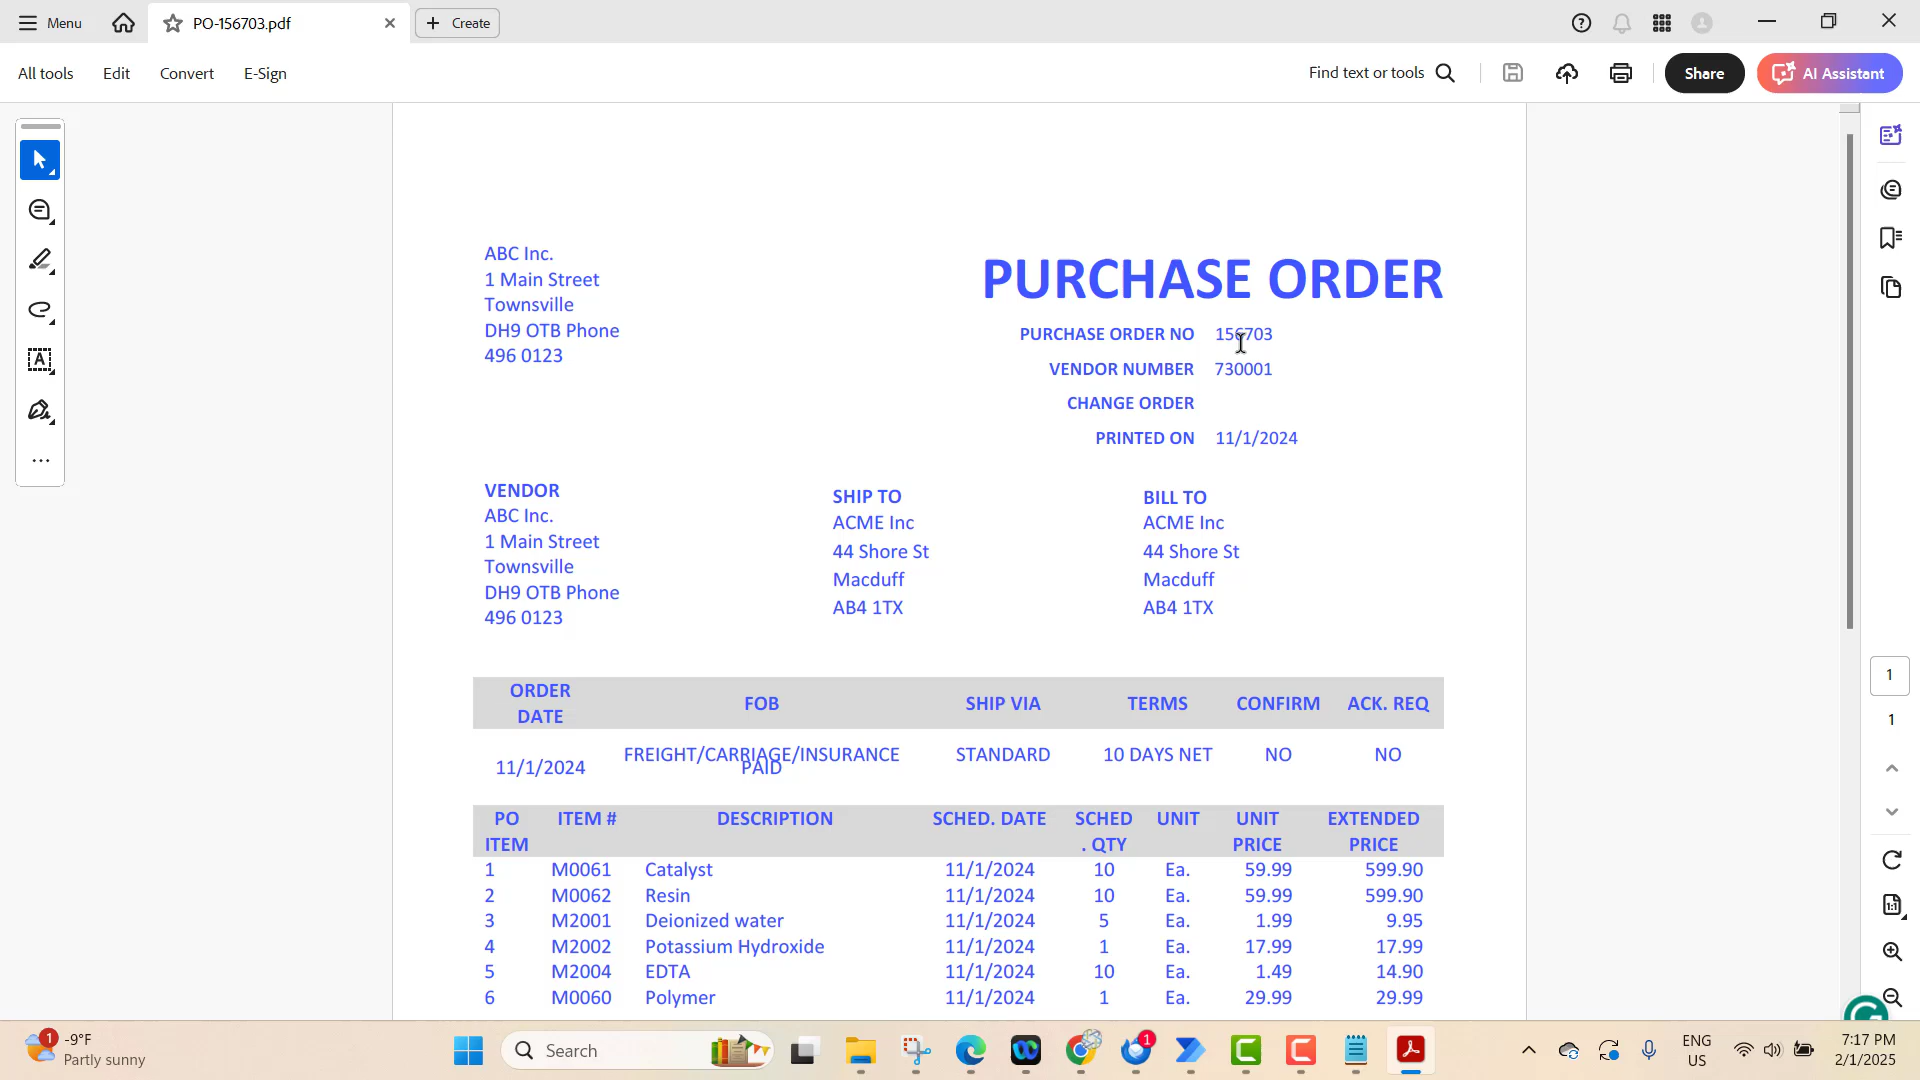 Menu
PO-156703.pdf
Create
All tools
Edit
Convert
E-Sign
Find text or tools
Share
AI Assistant
ABC Inc.
1 Main Street
Townsville
DH9 OTB Phone
496 0123
PURCHASE ORDER
PURCHASE ORDER NO 156703
VENDOR NUMBER 730001
CHANGE ORDER
PRINTED ON 11/1/2024
VENDOR
ABC Inc.
1 Main Street
Townsville
DH9 OTB Phone
496 0123
SHIP TO
ACME Inc
44 Shore St
Macduff
AB4 1TX
BILL TO
ACME Inc
44 Shore St
Macduff
AB4 1TX
ORDER DATE FOB SHIP VIA TERMS CONFIRM ACK. REQ
11/1/2024 FREIGHT/CARRIAGE/INSURANCE PAID STANDARD 10 DAYS NET NO NO
PO ITEM ITEM # DESCRIPTION SCHED. DATE SCHED . QTY UNIT UNIT PRICE EXTENDED PRICE
1 M0061 Catalyst 11/1/2024 10 Ea. 59.99 599.90
2 M0062 Resin 11/1/2024 10 Ea. 59.99 599.90
3 M2001 Deionized water 11/1/2024 5 Ea. 1.99 9.95
4 M2002 Potassium Hydroxide 11/1/2024 1 Ea. 17.99 17.99
5 M2004 EDTA 11/1/2024 10 Ea. 1.49 14.90
6 M0060 Polymer 11/1/2024 1 Ea. 29.99 29.99
1
1
1
-9°F
Partly sunny
Search
1
ENG
US
7:17 PM
2/1/2025